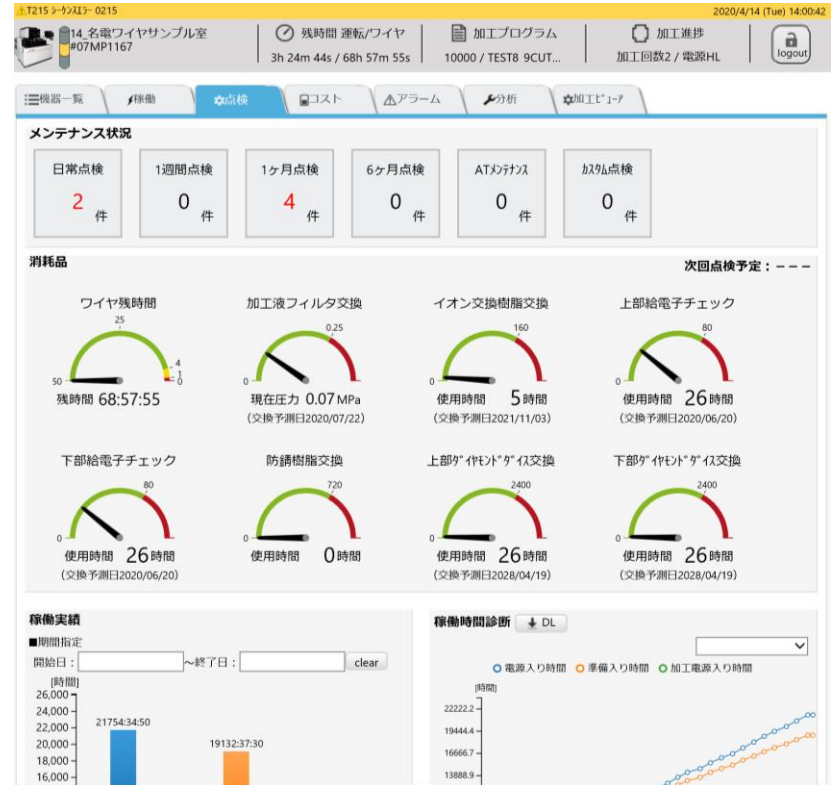 ⚠T215 ｼｰｹﾝｽｴﾗｰ 0215
2020/4/14 (Tue) 14:00:42
14_名電ワイヤサンプル室
#07MP1167
残時間 運転/ワイヤ
3h 24m 44s / 68h 57m 55s
加工プログラム
10000 / TEST8 9CUT...
加工進捗
加工回数2 / 電源HL
logout
機器一覧
稼働
点検
コスト
アラーム
分析
加工ﾋﾞｭｰｱ
メンテナンス状況
日常点検
2 件
1週間点検
0 件
1ヶ月点検
4 件
6ヶ月点検
0 件
ATﾒﾝﾃﾅﾝｽ
0 件
ｶｽﾀﾑ点検
0 件
消耗品
次回点検予定：− − −
ワイヤ残時間
25
50
4
1
0
残時間 68:57:55
加工液フィルタ交換
0.25
0
現在圧力 0.07 MPa
(交換予測日2020/07/22)
イオン交換樹脂交換
160
0
使用時間 5時間
(交換予測日2021/11/03)
上部給電子チェック
80
0
使用時間 26時間
(交換予測日2020/06/20)
下部給電子チェック
80
0
使用時間 26時間
(交換予測日2020/06/20)
防錆樹脂交換
720
0
使用時間 0時間
上部ﾀﾞｲﾔﾓﾝﾄﾞﾀﾞｲｽ交換
2400
0
使用時間 26時間
(交換予測日2028/04/19)
下部ﾀﾞｲﾔﾓﾝﾄﾞﾀﾞｲｽ交換
2400
0
使用時間 26時間
(交換予測日2028/04/19)
稼働実績
■期間指定
開始日：
～終了日：
clear
[時間]
26,000
24,000
22,000
20,000
18,000
16,000
21754:34:50
19132:37:30
稼働時間診断
DL
電源入り時間
準備入り時間
加工電源入り時間
[時間]
22222.2
19444.4
16666.7
13888.9